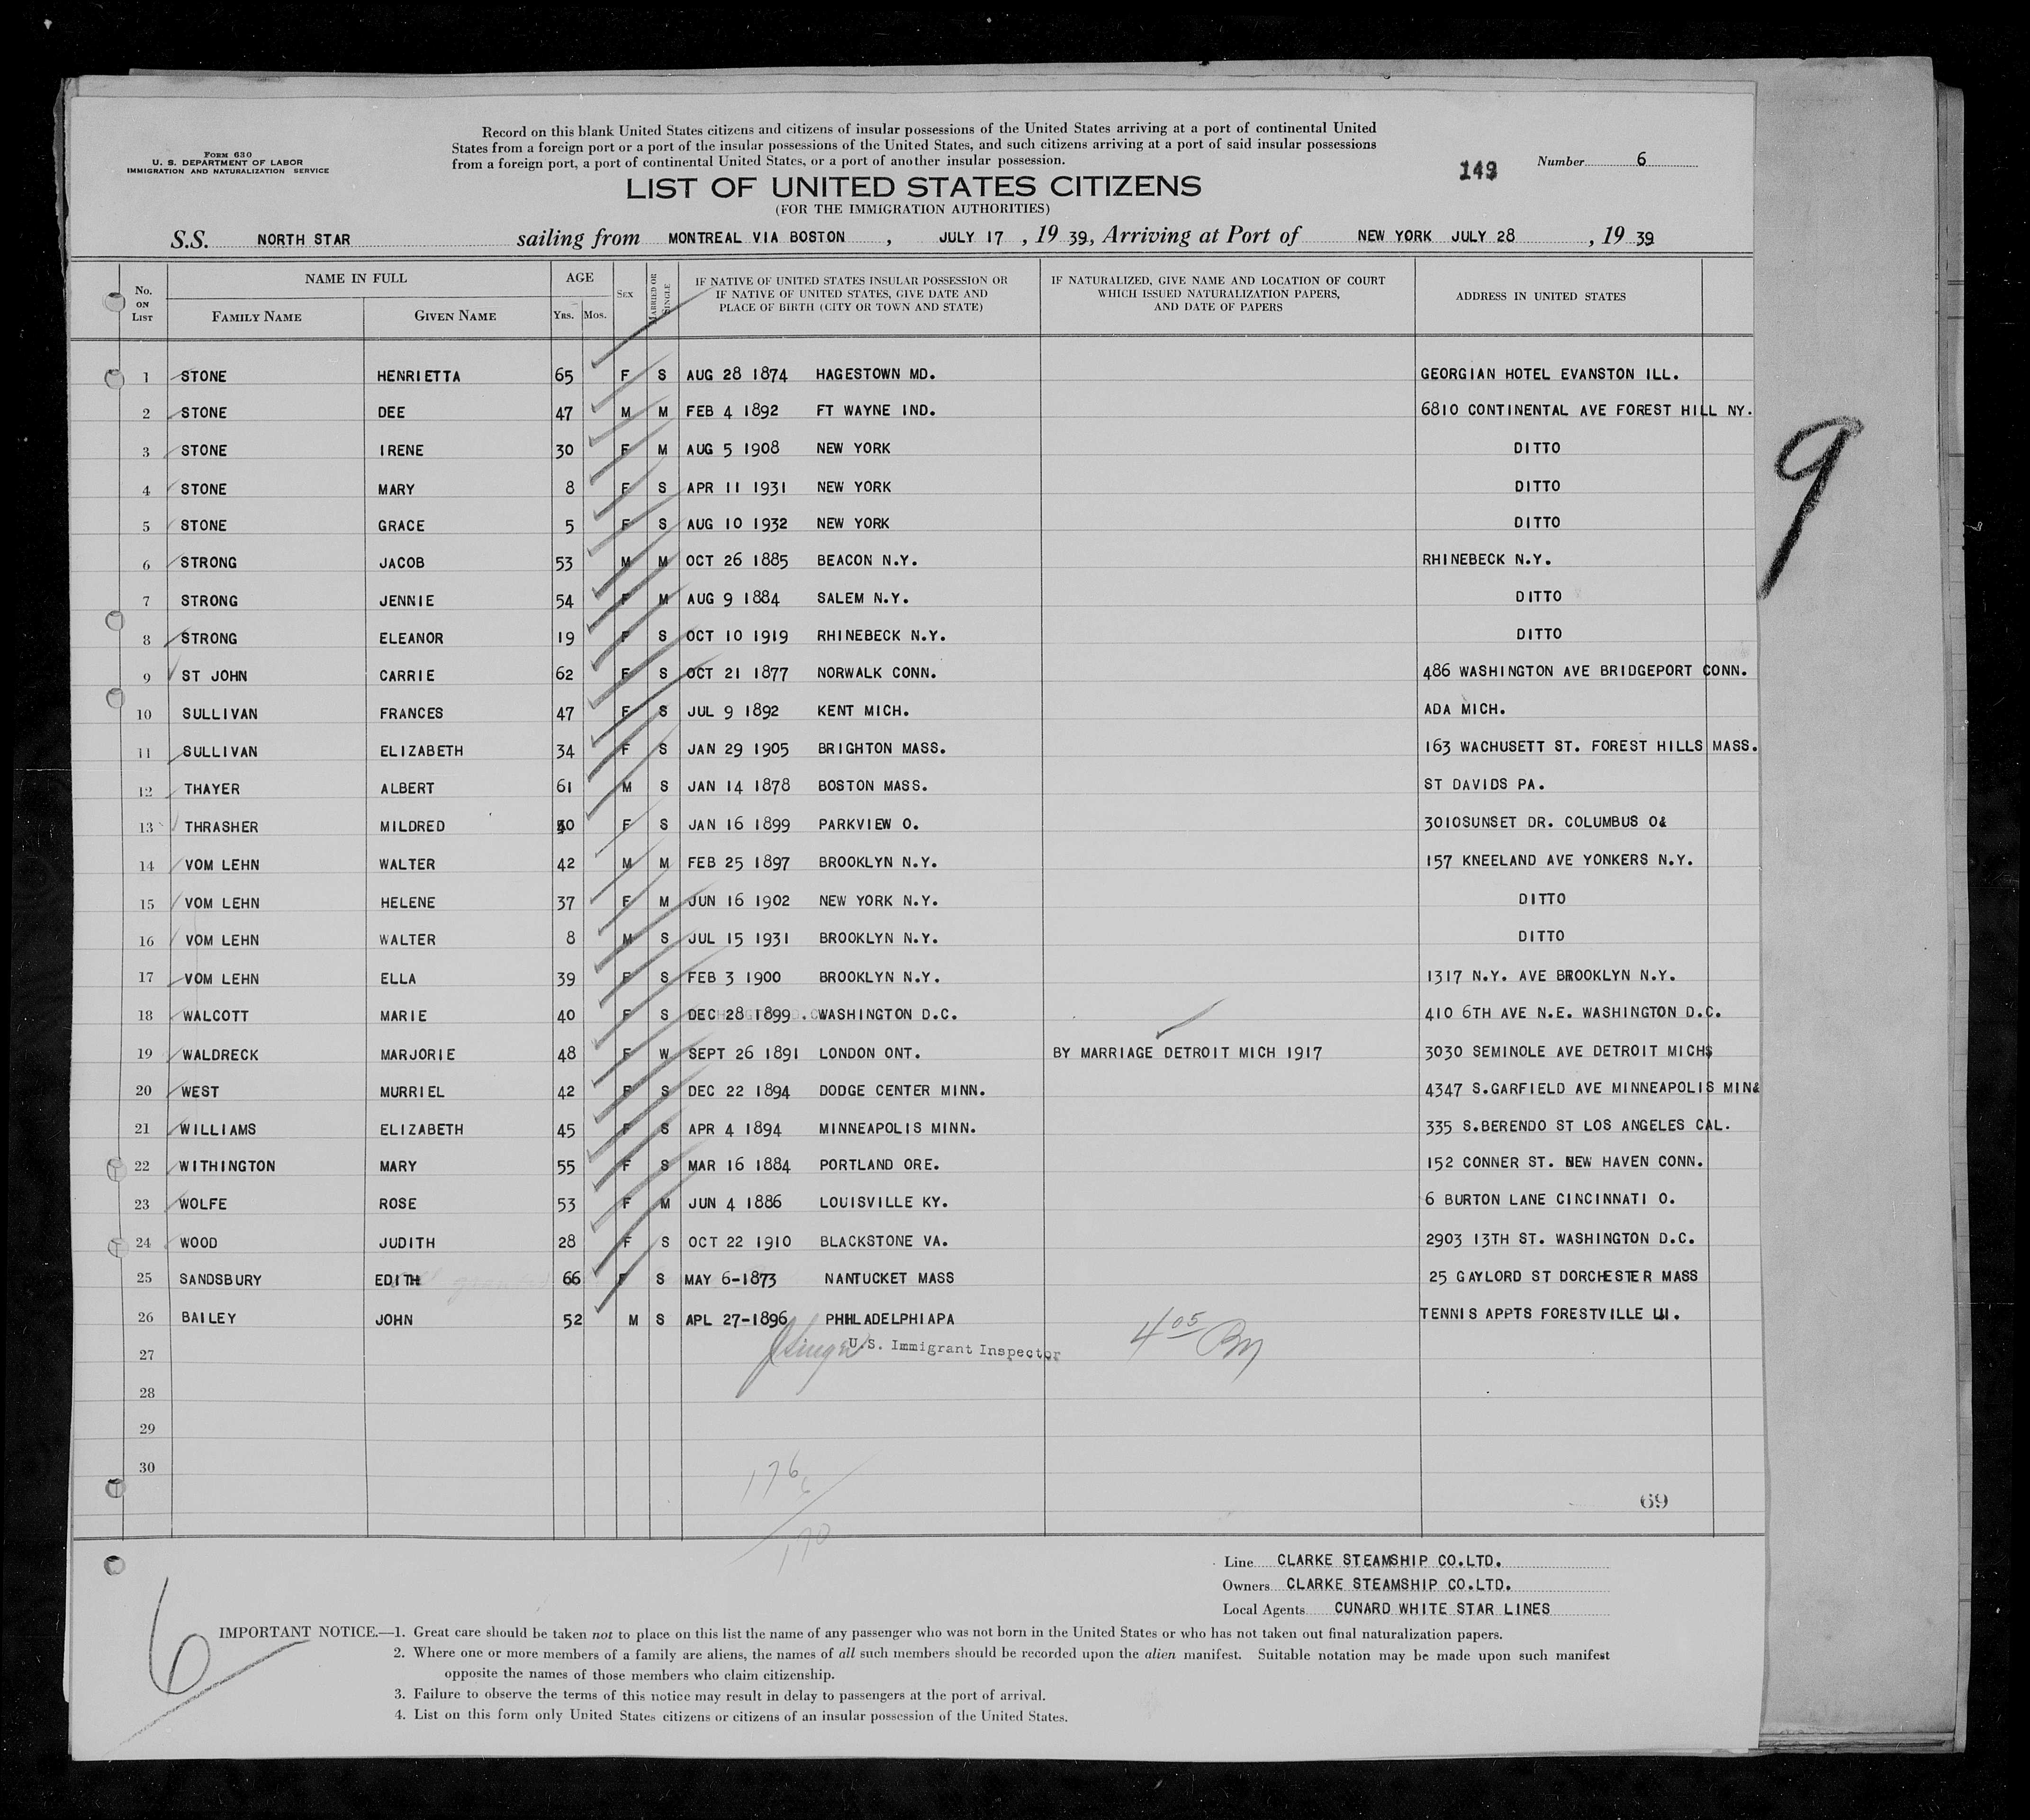 Record on this blank United States citizens and citizens of insular possessions of the United States arriving at a port of continental United
States from a foreign port or a port of the insular possessions of the United States, and such citizens arriving at a port of said insular possessions
from a foreign port, a port of continental United States, or a port of another insular possession.
Form 630
U. S. DEPARTMENT OF LABOR
IMMIGRATION AND NATURALIZATION SERVICE
149 Number 6
LIST OF UNITED STATES CITIZENS
(FOR THE IMMIGRATION AUTHORITIES)
S.S. NORTH STAR sailing from MONTREAL VIA BOSTON , JULY 17 , 19 39, Arriving at Port of NEW YORK JULY 28 , 19 39
No. ON LIST NAME IN FULL FAMILY NAME GIVEN NAME AGE YRS. MOS. SEX MARRIED OR SINGLE IF NATIVE OF UNITED STATES INSULAR POSSESSION OR IF NATIVE OF UNITED STATES, GIVE DATE AND PLACE OF BIRTH (CITY OR TOWN AND STATE) IF NATURALIZED, GIVE NAME AND LOCATION OF COURT WHICH ISSUED NATURALIZATION PAPERS, AND DATE OF PAPERS ADDRESS IN UNITED STATES
1 STONE HENRIETTA 65 F S AUG 28 1874 HAGESTOWN MD. GEORGIAN HOTEL EVANSTON ILL.
2 STONE DEE 47 M M FEB 4 1892 FT WAYNE IND. 6810 CONTINENTAL AVE FOREST HILL NY.
3 STONE IRENE 30 F M AUG 5 1908 NEW YORK DITTO
4 STONE MARY 8 F S APR 11 1931 NEW YORK DITTO
5 STONE GRACE 5 F S AUG 10 1932 NEW YORK DITTO
6 STRONG JACOB 53 M M OCT 26 1885 BEACON N.Y. RHINEBECK N.Y.
7 STRONG JENNIE 54 F M AUG 9 1884 SALEM N.Y. DITTO
8 STRONG ELEANOR 19 F S OCT 10 1919 RHINEBECK N.Y. DITTO
9 ST JOHN CARRIE 62 F S OCT 21 1877 NORWALK CONN. 486 WASHINGTON AVE BRIDGEPORT CONN.
10 SULLIVAN FRANCES 47 F S JUL 9 1892 KENT MICH. ADA MICH.
11 SULLIVAN ELIZABETH 34 F S JAN 29 1905 BRIGHTON MASS. 163 WACHUSETT ST. FOREST HILLS MASS.
12 THAYER ALBERT 61 M S JAN 14 1878 BOSTON MASS. ST DAVIDS PA.
13 THRASHER MILDRED 40 F S JAN 16 1899 PARKVIEW O. 3010SUNSET DR. COLUMBUS O&
14 VOM LEHN WALTER 42 M M FEB 25 1897 BROOKLYN N.Y. 157 KNEELAND AVE YONKERS N.Y.
15 VOM LEHN HELENE 37 F M JUN 16 1902 NEW YORK N.Y. DITTO
16 VOM LEHN WALTER 8 M S JUL 15 1931 BROOKLYN N.Y. DITTO
17 VOM LEHN ELLA 39 F S FEB 3 1900 BROOKLYN N.Y. 1317 N.Y. AVE BROOKLYN N.Y.
18 WALCOTT MARIE 40 F S DEC 28 1899 . WASHINGTON D.C. 410 6TH AVE N.E. WASHINGTON D.C.
19 WALDRECK MARJORIE 48 F W SEPT 26 1891 LONDON ONT. BY MARRIAGE DETROIT MICH 1917 3030 SEMINOLE AVE DETROIT MICH$
20 WEST MURRIEL 42 F S DEC 22 1894 DODGE CENTER MINN. 4347 S.GARFIELD AVE MINNEAPOLIS MIN&
21 WILLIAMS ELIZABETH 45 F S APR 4 1894 MINNEAPOLIS MINN. 335 S.BERENDO ST LOS ANGELES CAL.
22 WITHINGTON MARY 55 F S MAR 16 1884 PORTLAND ORE. 152 CONNER ST. NEW HAVEN CONN.
23 WOLFE ROSE 53 F M JUN 4 1886 LOUISVILLE KY. 6 BURTON LANE CINCINNATI O.
24 WOOD JUDITH 28 F S OCT 22 1910 BLACKSTONE VA. 2903 13TH ST. WASHINGTON D.C.
25 SANDSBURY EDITH 66 F S MAY 6-1873 NANTUCKET MASS 25 GAYLORD ST DORCHESTER MASS
26 BAILEY JOHN 52 M S APL 27-1896 PHHLADELPHIAPA TENNIS APPTS FORESTVILLE
27 U.S. Immigrant Inspector 4 05 Pm
28
29
30
176
170
69
9
Line CLARKE STEAMSHIP CO.LTD.
Owners CLARKE STEAMSHIP CO.LTD.
Local Agents CUNARD WHITE STAR LINES
6
IMPORTANT NOTICE.—1. Great care should be taken not to place on this list the name of any passenger who was not born in the United States or who has not taken out final naturalization papers.
2. Where one or more members of a family are aliens, the names of all such members should be recorded upon the alien manifest. Suitable notation may be made upon such manifest
opposite the names of those members who claim citizenship.
3. Failure to observe the terms of this notice may result in delay to passengers at the port of arrival.
4. List on this form only United States citizens or citizens of an insular possession of the United States.